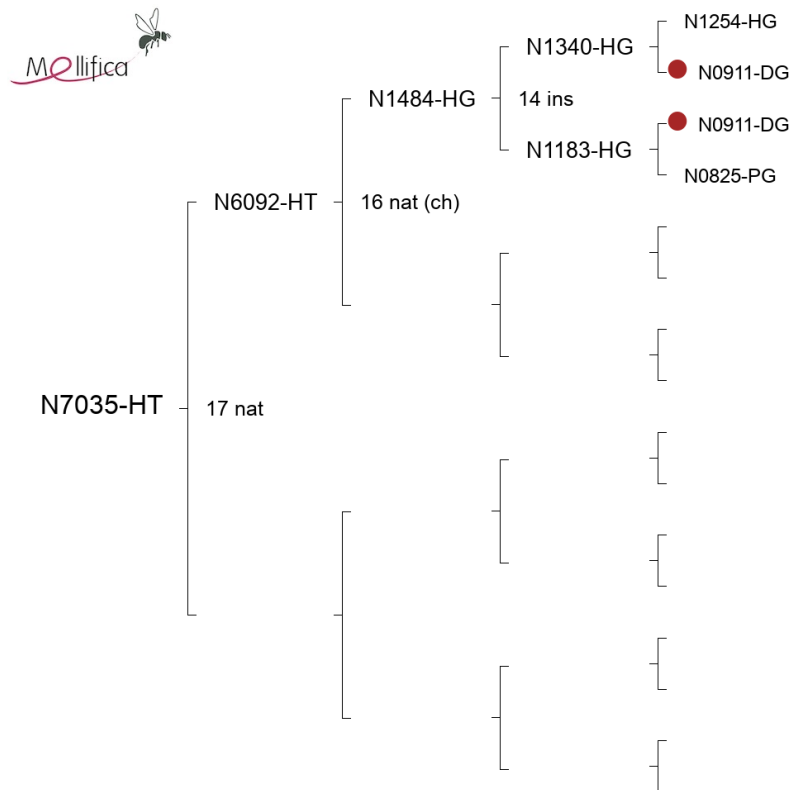 Mellifica
N1254-HG
N1340-HG
N0911-DG
N1484-HG
14 ins
N0911-DG
N1183-HG
N0825-PG
N6092-HT
16 nat (ch)
N7035-HT
17 nat